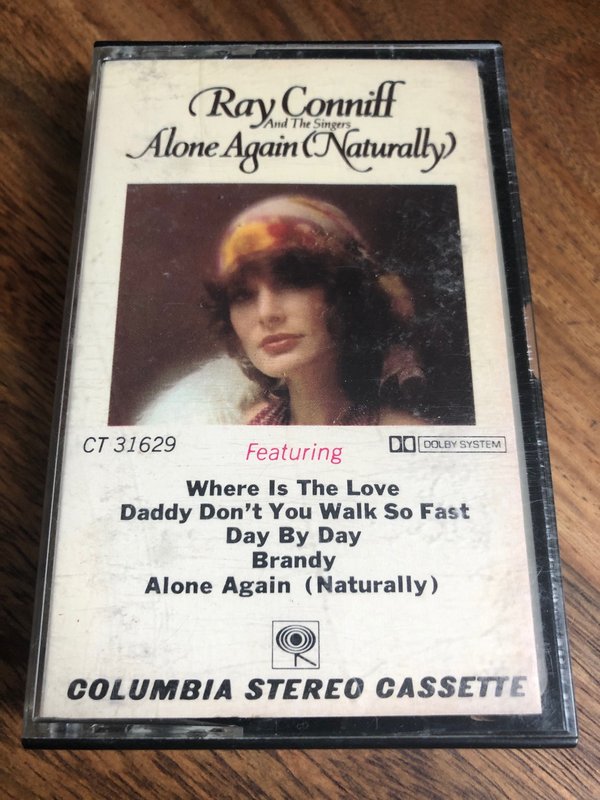 Ray Conniff
And The Singers
Alone Again (Naturally)
CT 31629
Featuring
DOLBY SYSTEM
Where Is The Love
Daddy Don't You Walk So Fast
Day By Day
Brandy
Alone Again (Naturally)
COLUMBIA STEREO CASSETTE